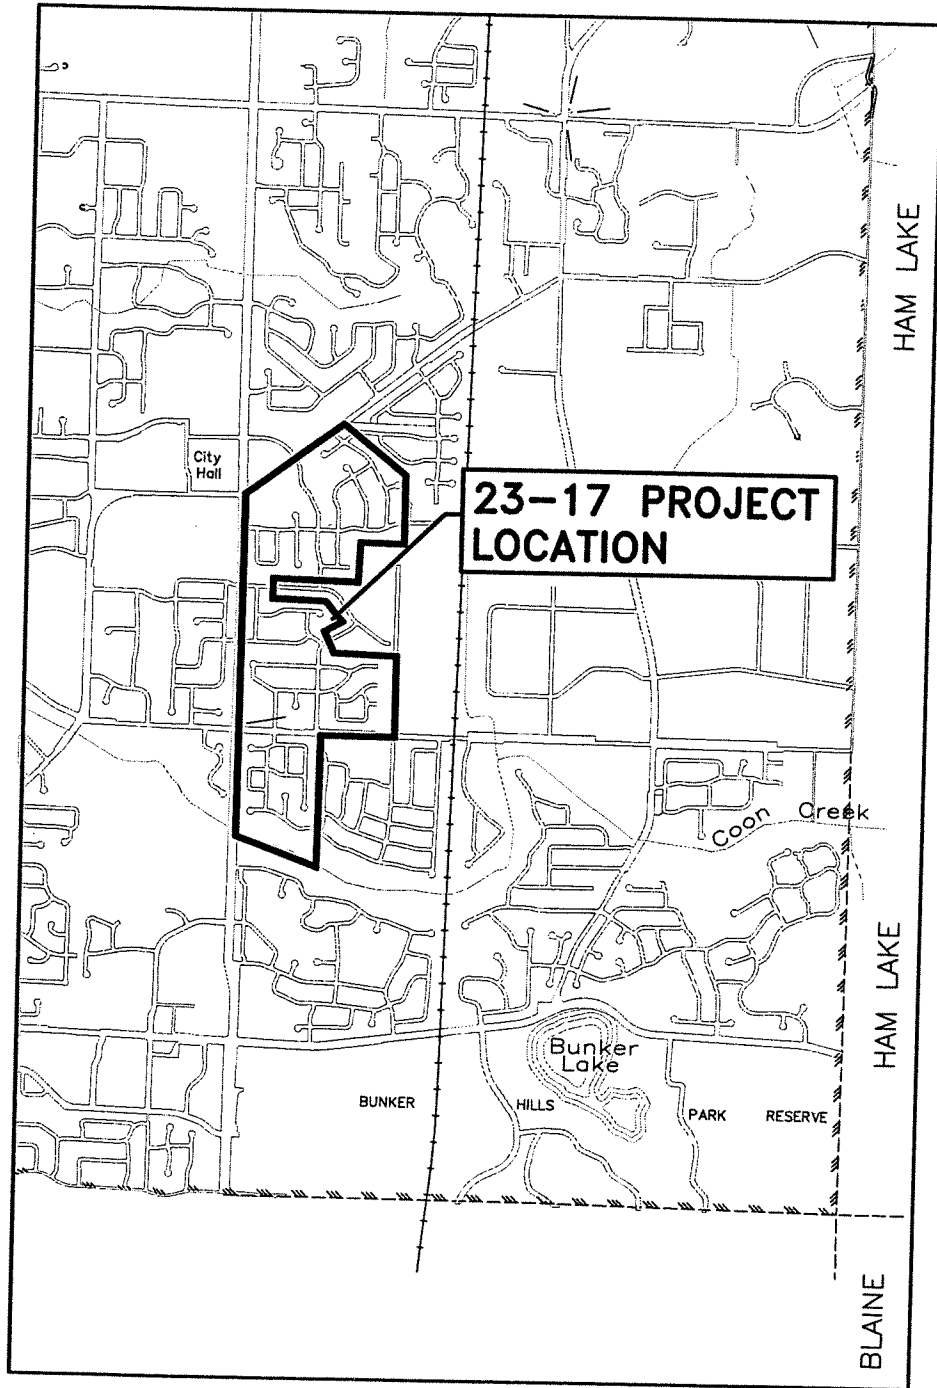 HAM LAKE
City
Hall
23-17 PROJECT
LOCATION
Coon Creek
HAM LAKE
Bunker
Lake
BUNKER HILLS PARK RESERVE
BLAINE